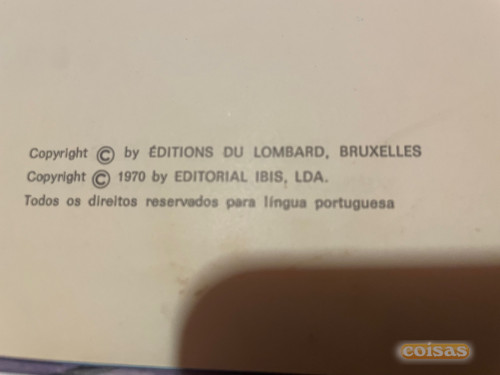 Copyright © by ÉDITIONS DU LOMBARD, BRUXELLES
Copyright © 1970 by EDITORIAL IBIS, LDA.
Todos os direitos reservados para língua portuguesa
coisas